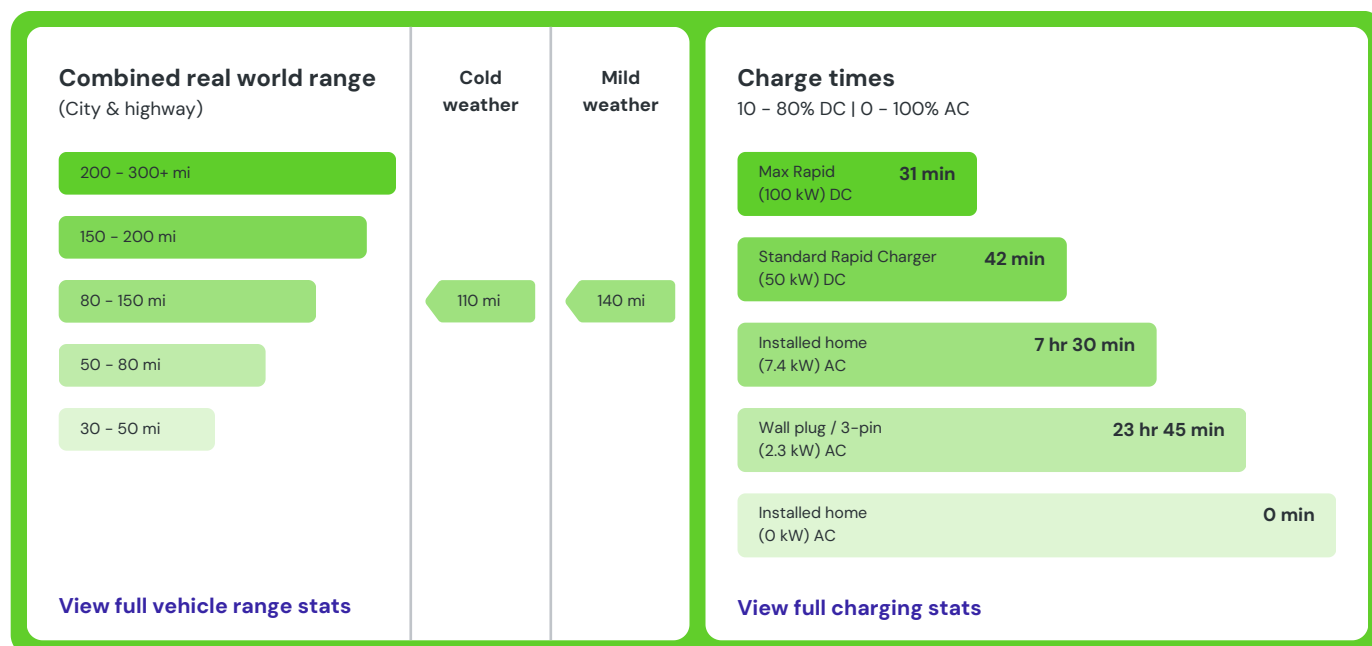 Combined real world range
(City & highway)
Cold
weather
Mild
weather
200 - 300+ mi
150 - 200 mi
80 - 150 mi
110 mi
140 mi
50 - 80 mi
30 - 50 mi
View full vehicle range stats
Charge times
10 - 80% DC | 0 - 100% AC
Max Rapid
(100 kW) DC
31 min
Standard Rapid Charger
(50 kW) DC
42 min
Installed home
(7.4 kW) AC
7 hr 30 min
Wall plug / 3-pin
(2.3 kW) AC
23 hr 45 min
Installed home
(0 kW) AC
0 min
View full charging stats